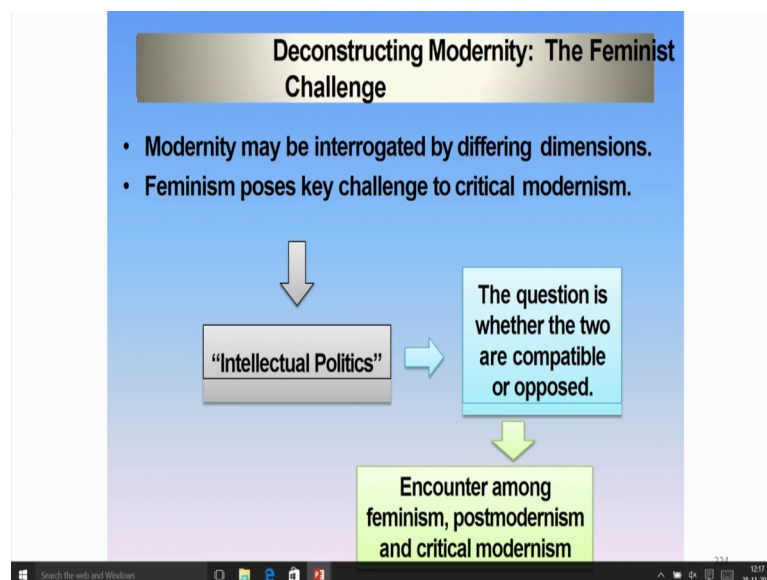 Deconstructing Modernity: The Feminist
Challenge
• Modernity may be interrogated by differing dimensions.
• Feminism poses key challenge to critical modernism.
“Intellectual Politics”
The question is
whether the two
are compatible
or opposed.
Encounter among
feminism, postmodernism
and critical modernism
Search the web and Windows
12:17